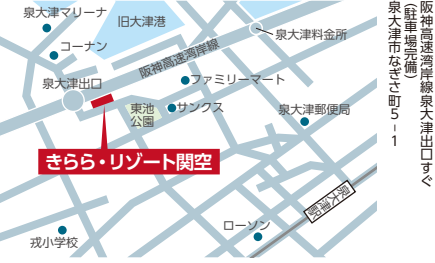 泉大津マリーナ
旧大津港
コーナン
阪神高速湾岸線
泉大津料金所
泉大津出口
ファミリーマート
東池
公園
サンクス
泉大津郵便局
きらら・リゾート関空
泉大津駅
ローソン
戎小学校
阪神高速湾岸線泉大津出口すぐ
(駐車場完備)
泉大津市なぎさ町5-1